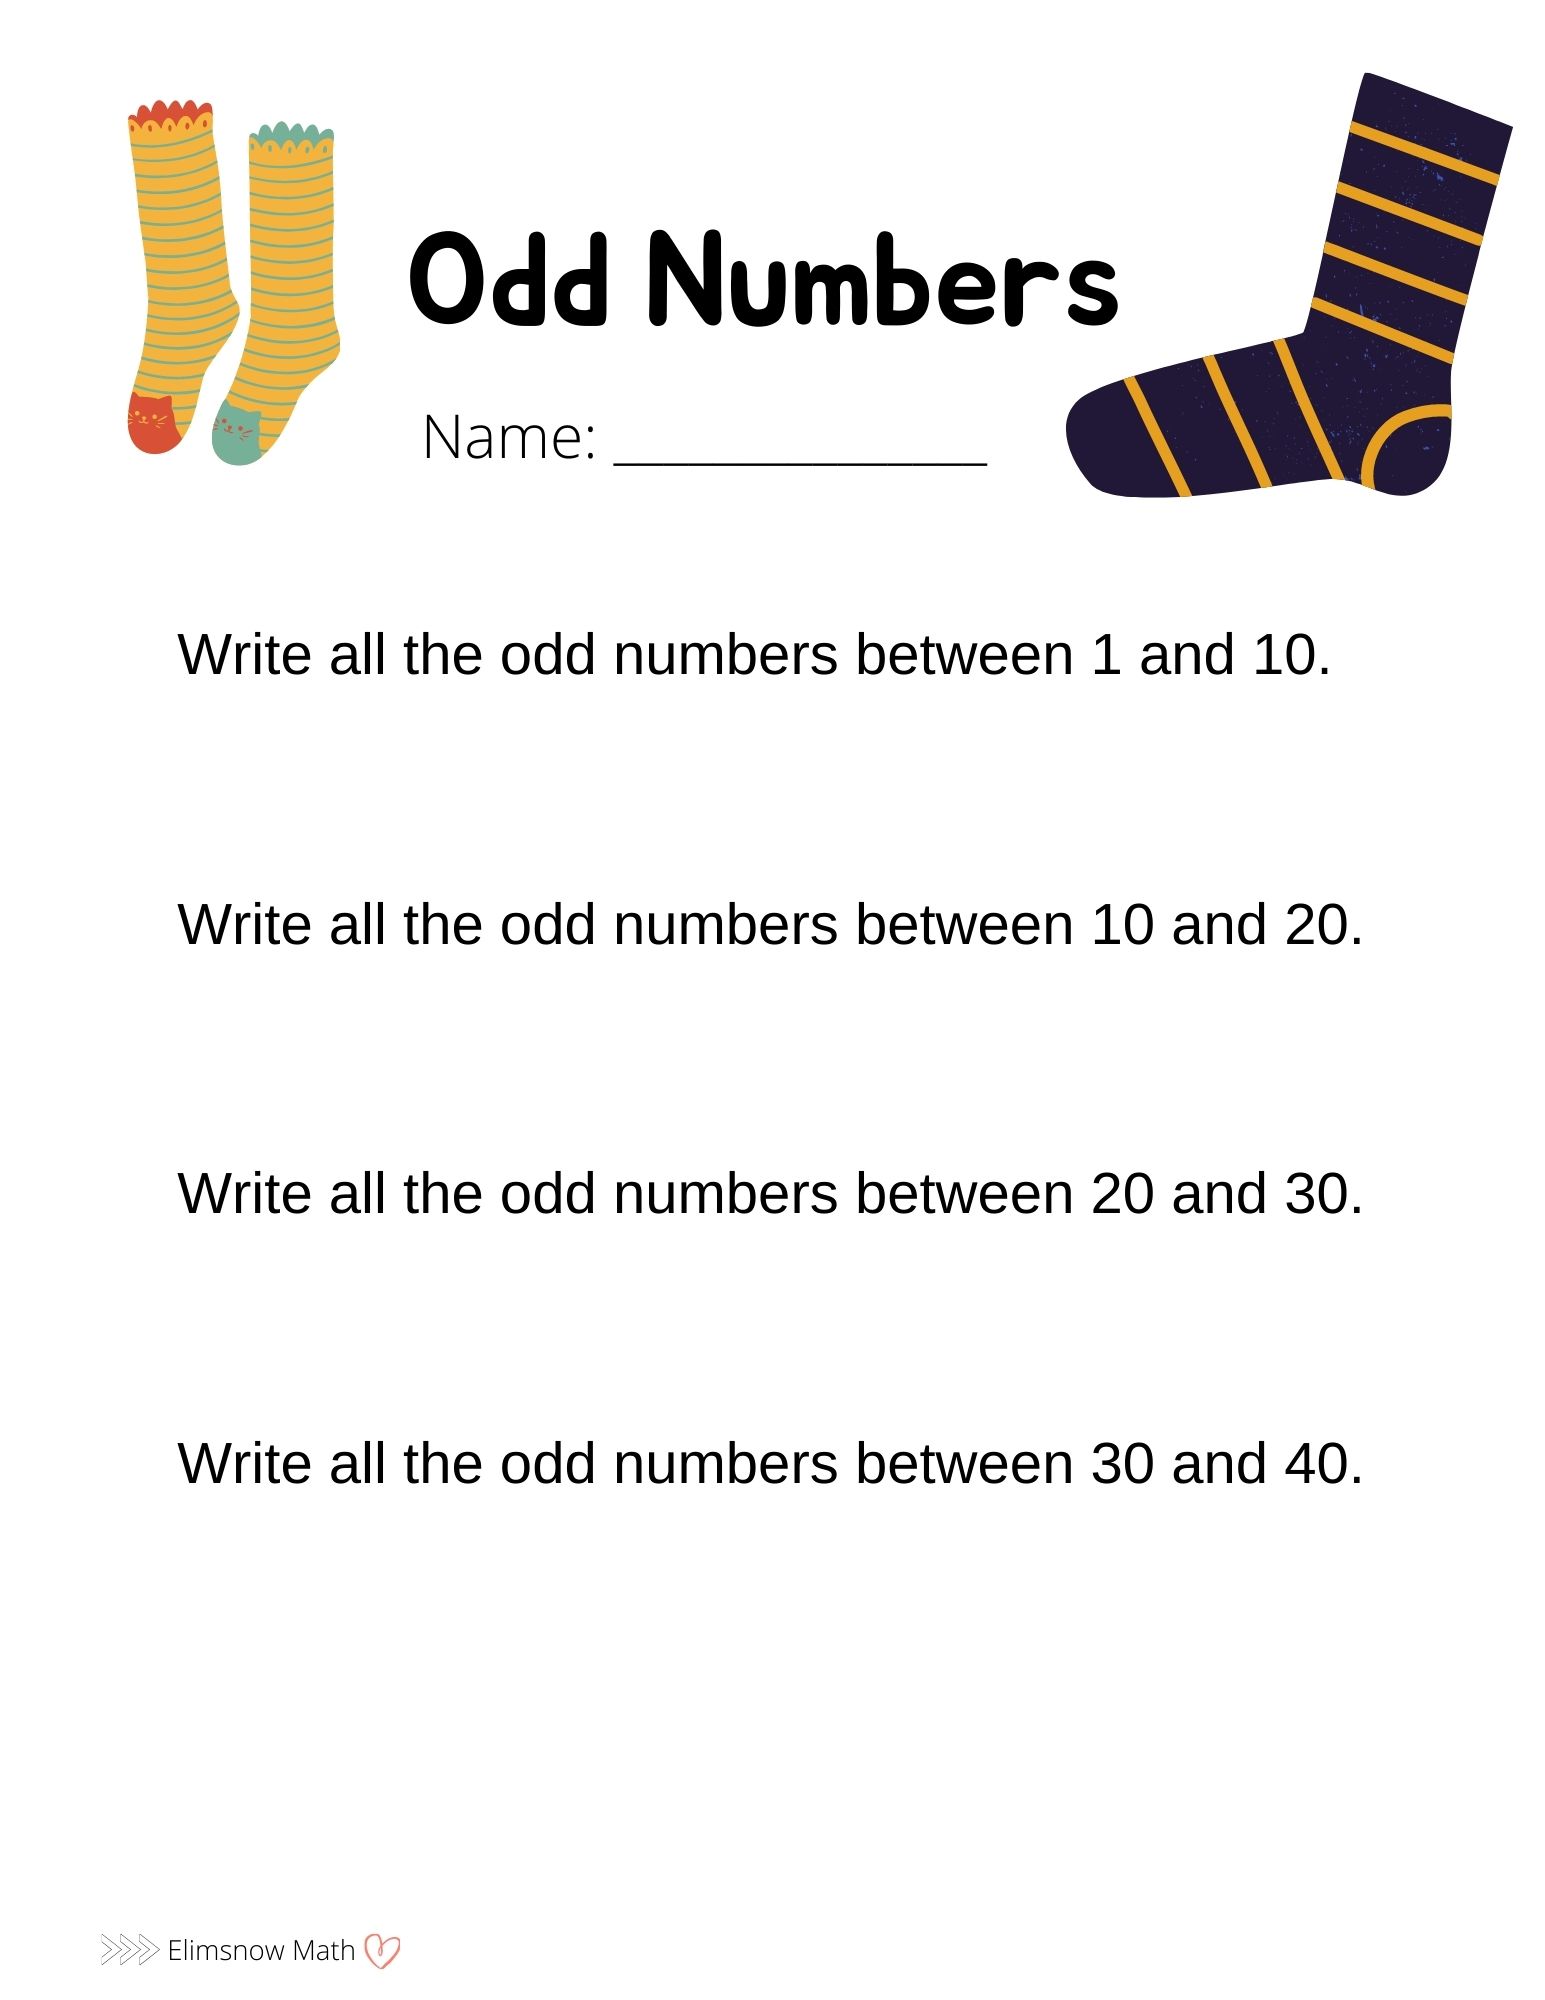 Odd Numbers
Name: _______________
Write all the odd numbers between 1 and 10.
Write all the odd numbers between 10 and 20.
Write all the odd numbers between 20 and 30.
Write all the odd numbers between 30 and 40.
Elimsnow Math